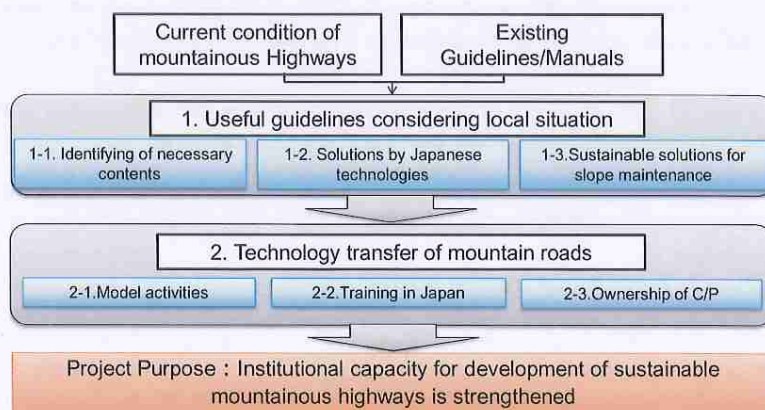 Current condition of
mountainous Highways
Existing
Guidelines/Manuals
1. Useful guidelines considering local situation
1-1. Identifying of necessary
contents
1-2. Solutions by Japanese
technologies
1-3.Sustainable solutions for
slope maintenance
2. Technology transfer of mountain roads
2-1.Model activities
2-2.Training in Japan
2-3.Ownership of C/P
Project Purpose：Institutional capacity for development of sustainable
mountainous highways is strengthened